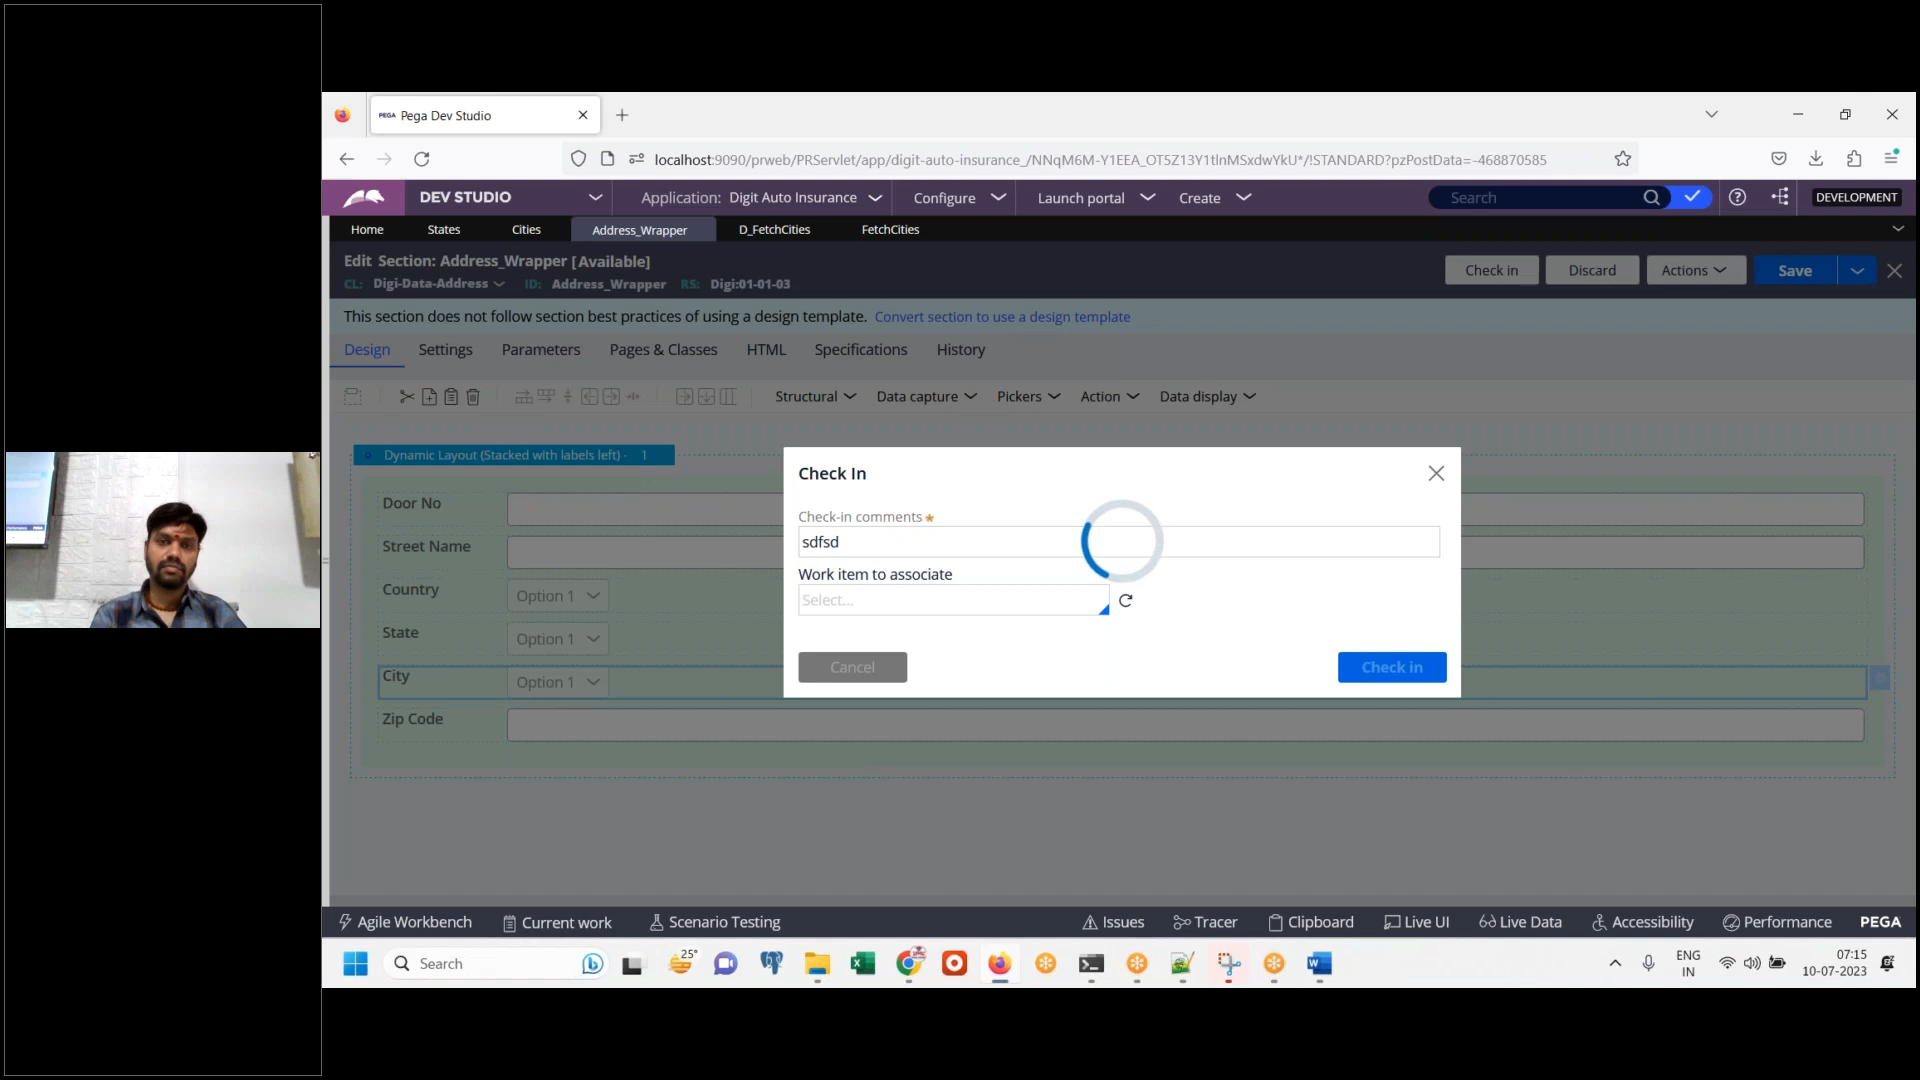 PEGA Pega Dev Studio
localhost:9090/prweb/PRServlet/app/digit-auto-insurance_/NNqM6M-Y1EEA_OT5Z13Y1tlnMSxdwYkU*/!STANDARD?pzPostData=-468870585
DEV STUDIO Application: Digit Auto Insurance Configure Launch portal Create Search DEVELOPMENT
Home States Cities Address_Wrapper D_FetchCities FetchCities
Edit Section: Address_Wrapper [Available]
CL: Digi-Data-Address ID: Address_Wrapper RS: Digi:01-01-03
Check in Discard Actions Save
This section does not follow section best practices of using a design template. Convert section to use a design template
Design Settings Parameters Pages & Classes HTML Specifications History
Structural Data capture Pickers Action Data display
Dynamic Layout (Stacked with labels left) - 1
Door No
Street Name
Country Option 1
State Option 1
City Option 1
Zip Code
Check In
Check-in comments ★
sdfsd
Work item to associate
Select...
Cancel Check in
Agile Workbench Current work Scenario Testing Issues Tracer Clipboard Live UI Live Data Accessibility Performance PEGA
Search 25° ENG 07:15
IN 10-07-2023